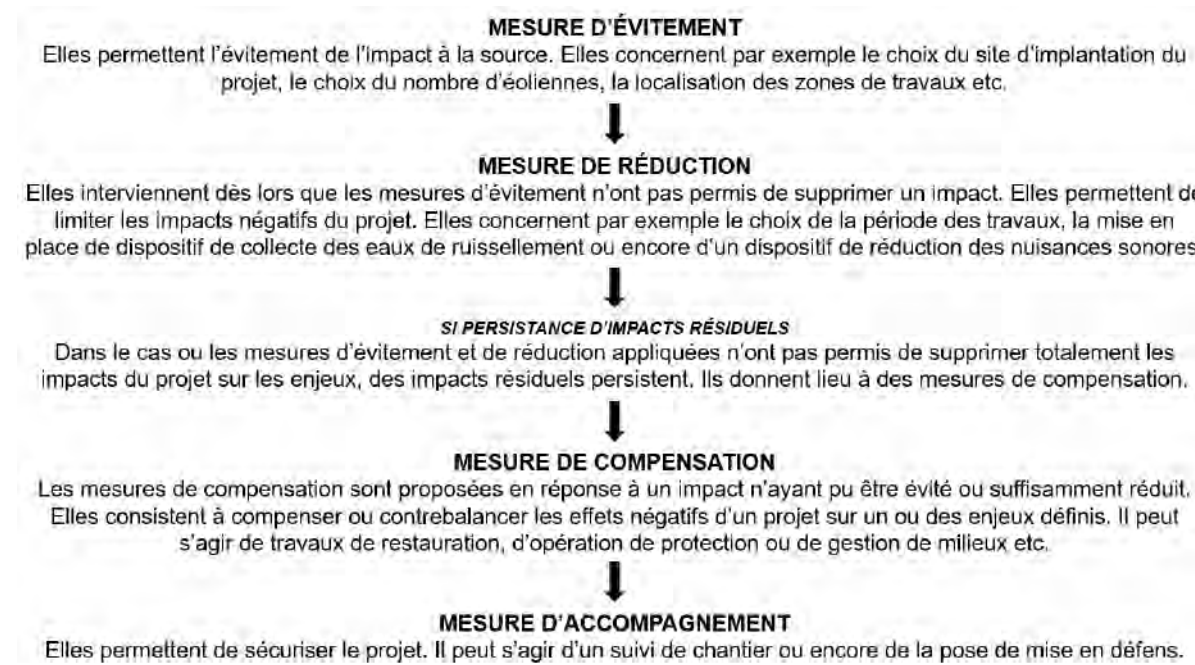 MESURE D'ÉVITEMENT
Elles permettent l'évitement de l'impact à la source. Elles concernent par exemple le choix du site d'implantation du
projet, le choix du nombre d'éoliennes, la localisation des zones de travaux etc.
MESURE DE RÉDUCTION
Elles interviennent dès lors que les mesures d'évitement n'ont pas permis de supprimer un impact. Elles permettent de
limiter les impacts négatifs du projet. Elles concernent par exemple le choix de la période des travaux, la mise en
place de dispositif de collecte des eaux de ruissellement ou encore d'un dispositif de réduction des nuisances sonores
SI PERSISTANCE D'IMPACTS RÉSIDUELS
Dans le cas ou les mesures d'évitement et de réduction appliquées n'ont pas permis de supprimer totalement les
impacts du projet sur les enjeux, des impacts résiduels persistent. Ils donnent lieu à des mesures de compensation.
MESURE DE COMPENSATION
Les mesures de compensation sont proposées en réponse à un impact n'ayant pu être évité ou suffisamment réduit.
Elles consistent à compenser ou contrebalancer les effets négatifs d'un projet sur un ou des enjeux définis. Il peut
s'agir de travaux de restauration, d'opération de protection ou de gestion de milieux etc.
MESURE D'ACCOMPAGNEMENT
Elles permettent de sécuriser le projet. Il peut s'agir d'un suivi de chantier ou encore de la pose de mise en défens.